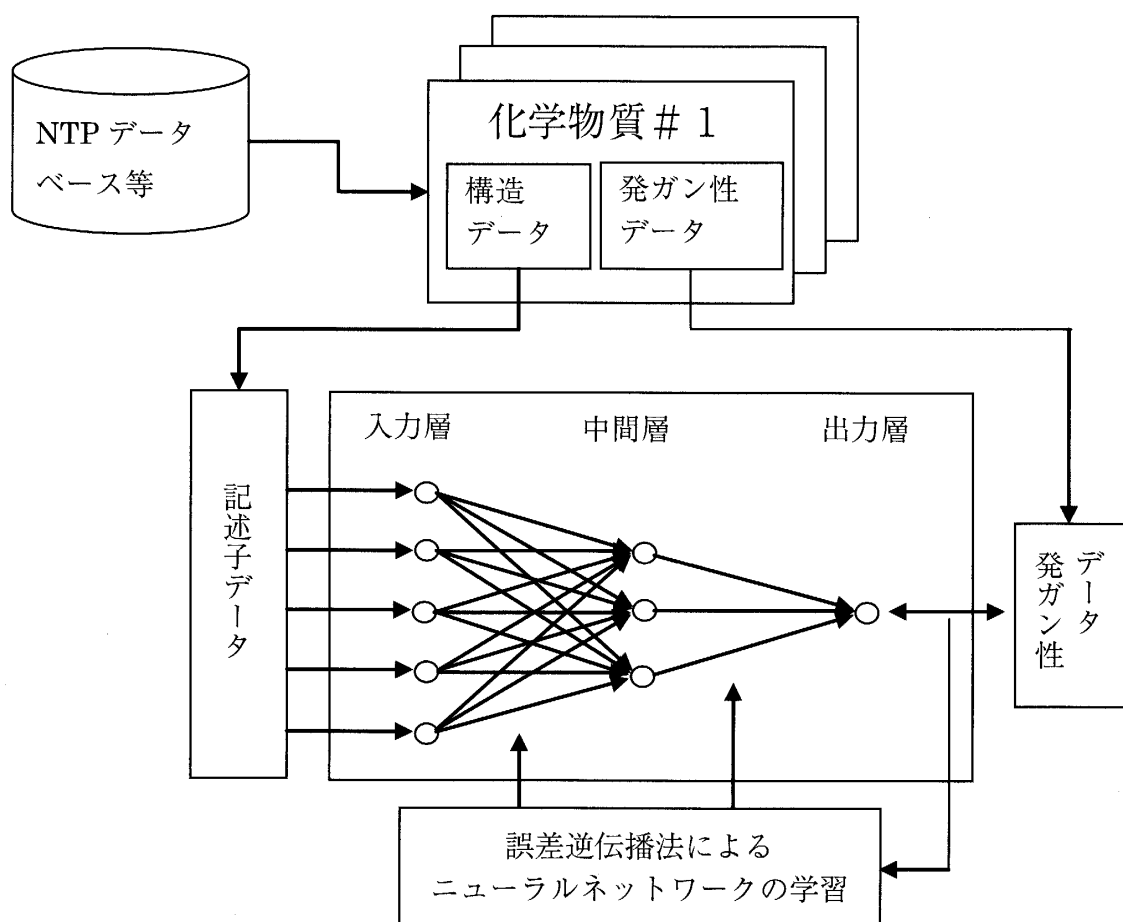 NTP データ
ベース等
化学物質＃１
構造
データ
発ガン性
データ
入力層
中間層
出力層
記述子データ
データ
発ガン性
誤差逆伝播法による
ニューラルネットワークの学習